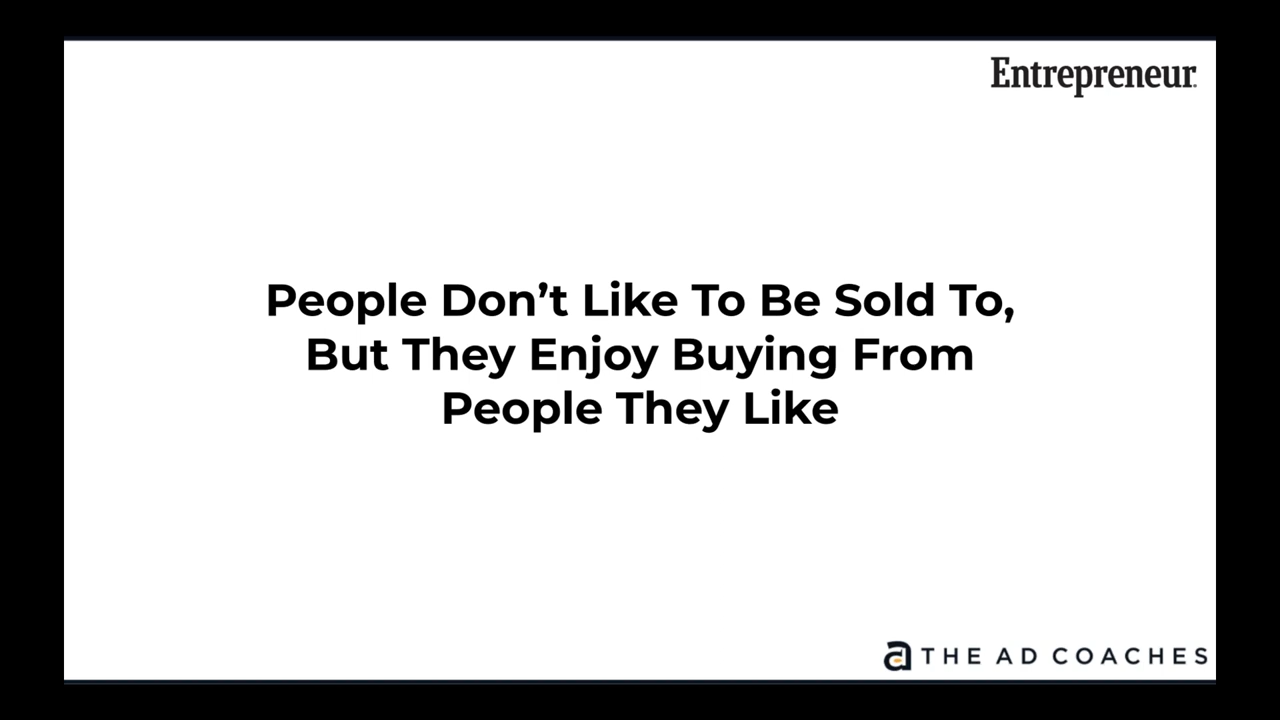 Entrepreneur
People Don’t Like To Be Sold To,
But They Enjoy Buying From
People They Like
THE AD COACHES